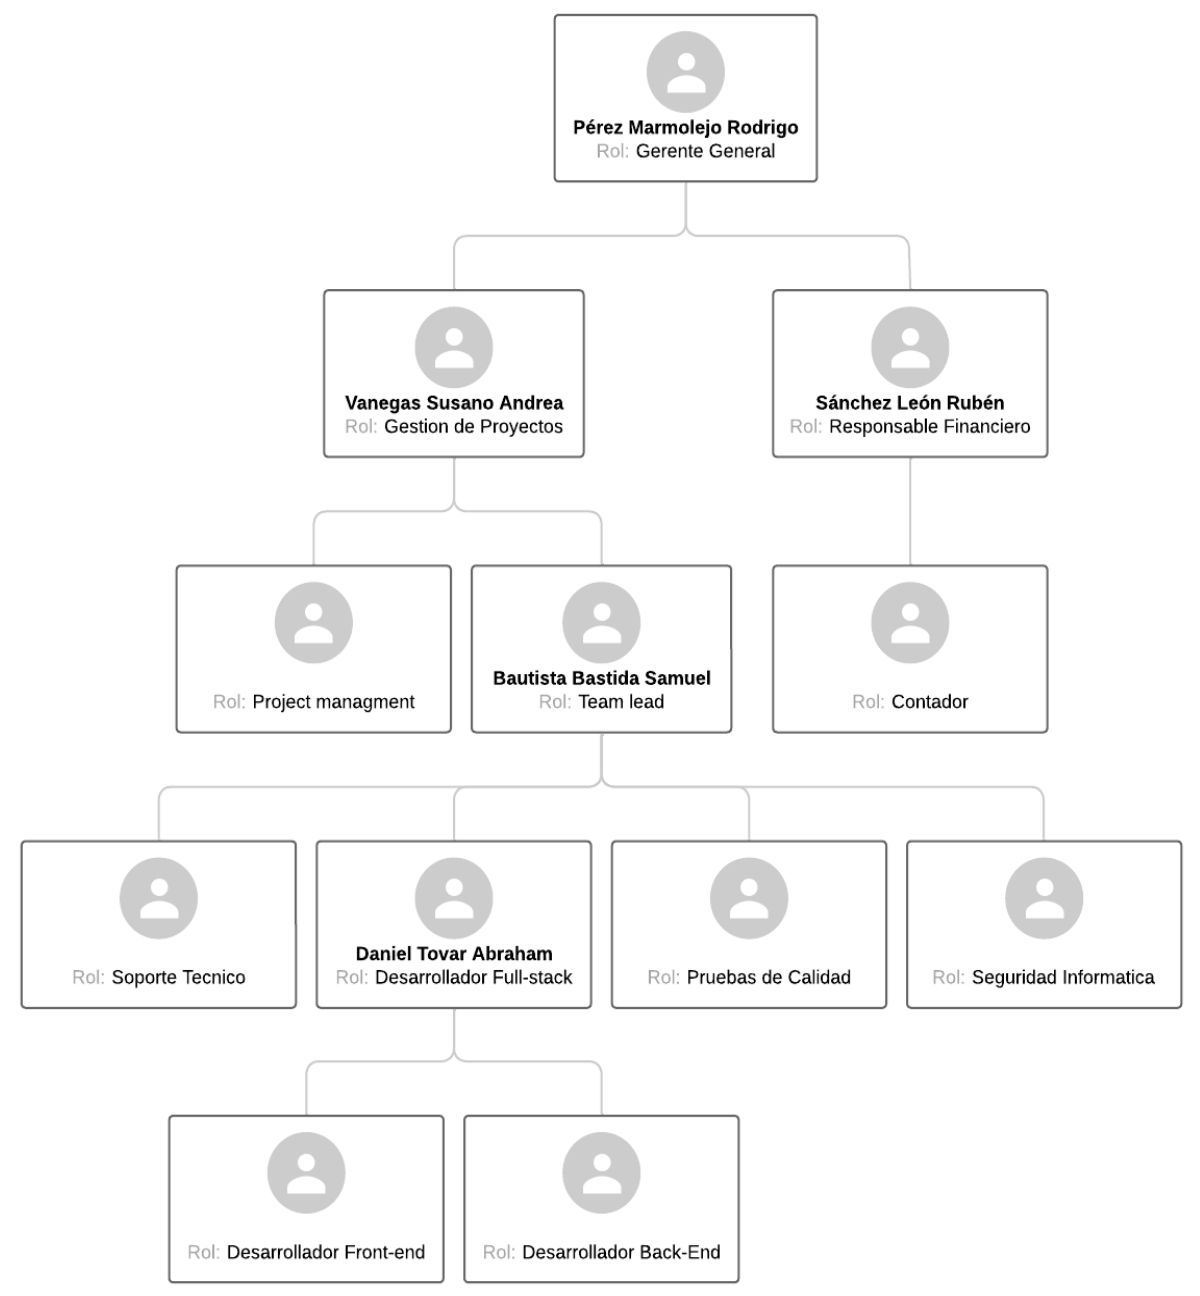 Pérez Marmolejo Rodrigo
Rol: Gerente General
Vanegas Susano Andrea
Rol: Gestion de Proyectos
Sánchez León Rubén
Rol: Responsable Financiero
Rol: Project managment
Bautista Bastida Samuel
Rol: Team lead
Rol: Contador
Rol: Soporte Tecnico
Daniel Tovar Abraham
Rol: Desarrollador Full-stack
Rol: Pruebas de Calidad
Rol: Seguridad Informatica
Rol: Desarrollador Front-end
Rol: Desarrollador Back-End